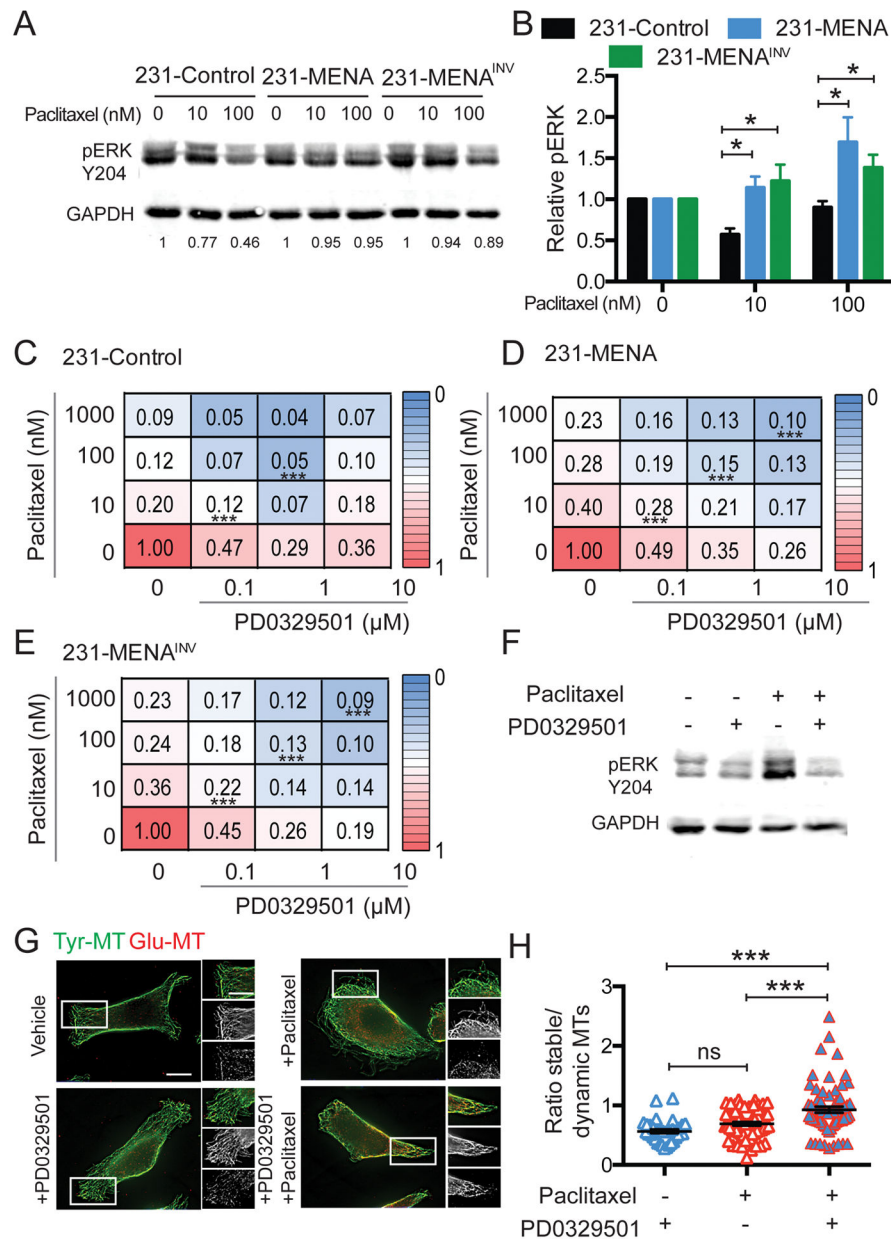 A
231-Control 231-MENA 231-MENA^INV
Paclitaxel (nM) 0 10 100 0 10 100 0 10 100
pERK
Y204
GAPDH
1 0.77 0.46 1 0.95 0.95 1 0.94 0.89
B
231-Control 231-MENA
231-MENA^INV
Relative pERK
2.5
2.0
1.5
1.0
0.5
0.0
* * * *
Paclitaxel (nM) 0 10 100
C 231-Control
Paclitaxel (nM)
1000 0.09 0.05 0.04 0.07
100 0.12 0.07 0.05 0.10
***
10 0.20 0.12 0.07 0.18
***
0 1.00 0.47 0.29 0.36
0 0.1 1 10
PD0329501 (µM)
0
1
D 231-MENA
Paclitaxel (nM)
1000 0.23 0.16 0.13 0.10
***
100 0.28 0.19 0.15 0.13
***
10 0.40 0.28 0.21 0.17
***
0 1.00 0.49 0.35 0.26
0 0.1 1 10
PD0329501 (µM)
0
1
E
231-MENA^INV
Paclitaxel (nM)
1000 0.23 0.17 0.12 0.09
***
100 0.24 0.18 0.13 0.10
***
10 0.36 0.22 0.14 0.14
***
0 1.00 0.45 0.26 0.19
0 0.1 1 10
PD0329501 (µM)
0
1
F
Paclitaxel - - + +
PD0329501 - + - +
pERK
Y204
GAPDH
G Tyr-MT Glu-MT
Vehicle
+Paclitaxel
+PD0329501
+PD0329501
+Paclitaxel
H
Ratio stable/
dynamic MTs
***
***
ns
3
2
1
0
Paclitaxel - + +
PD0329501 + - +